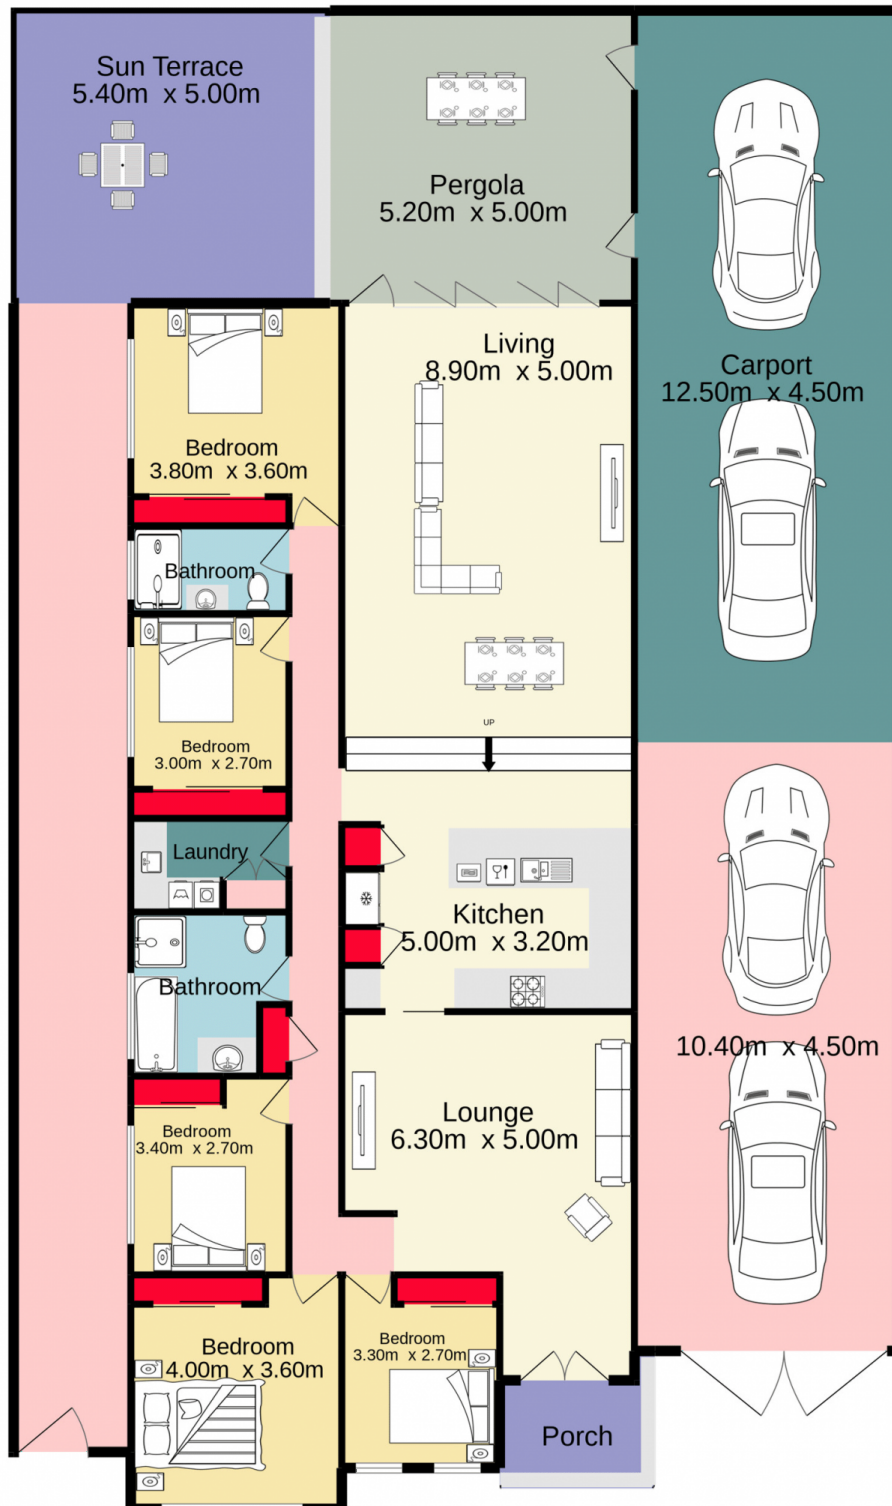 Sun Terrace
5.40m x 5.00m
Pergola
5.20m x 5.00m
Living
8.90m x 5.00m
Carport
12.50m x 4.50m
Bedroom
3.80m x 3.60m
Bathroom
Bedroom
3.00m x 2.70m
UP
Laundry
Kitchen
5.00m x 3.20m
Bathroom
10.40m x 4.50m
Lounge
6.30m x 5.00m
Bedroom
3.40m x 2.70m
Bedroom
4.00m x 3.60m
Bedroom
3.30m x 2.70m
Porch